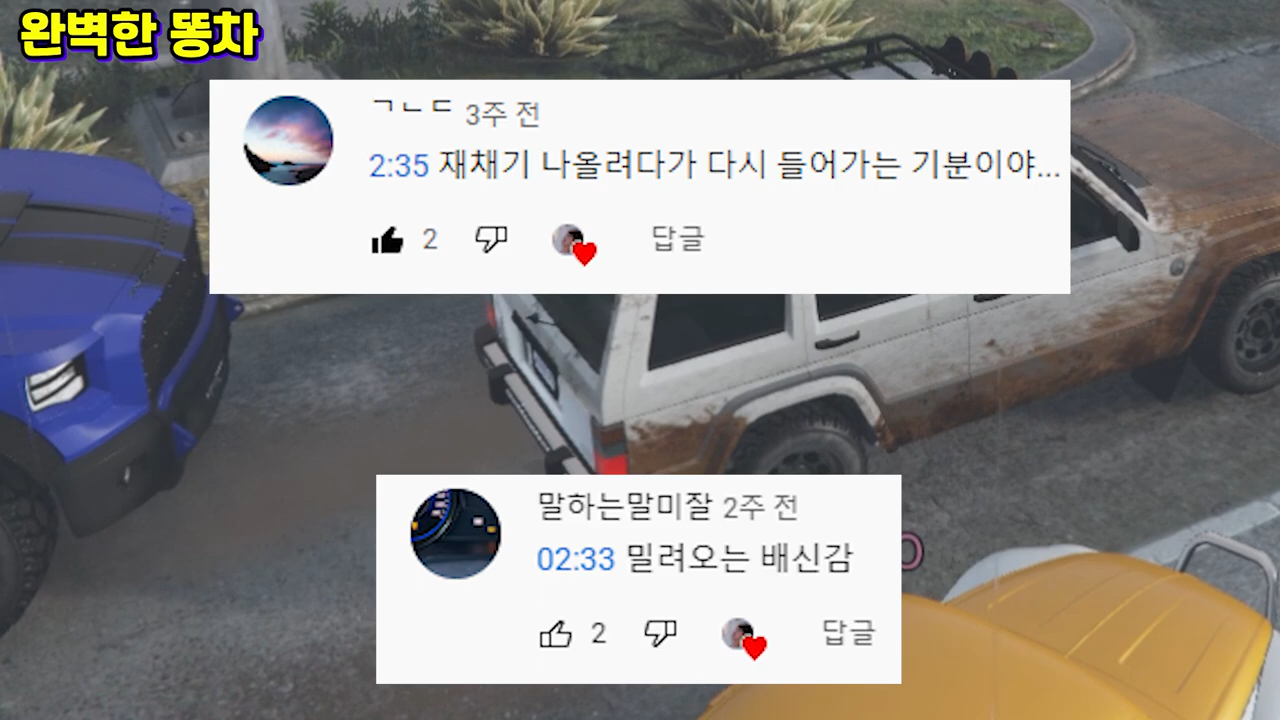 완벽한 똥차
ㄱㄴㄷ 3주 전
2:35 재채기 나올려다가 다시 들어가는 기분이야...
2 답글
말하는말미잘 2주 전
02:33 밀려오는 배신감
2 답글